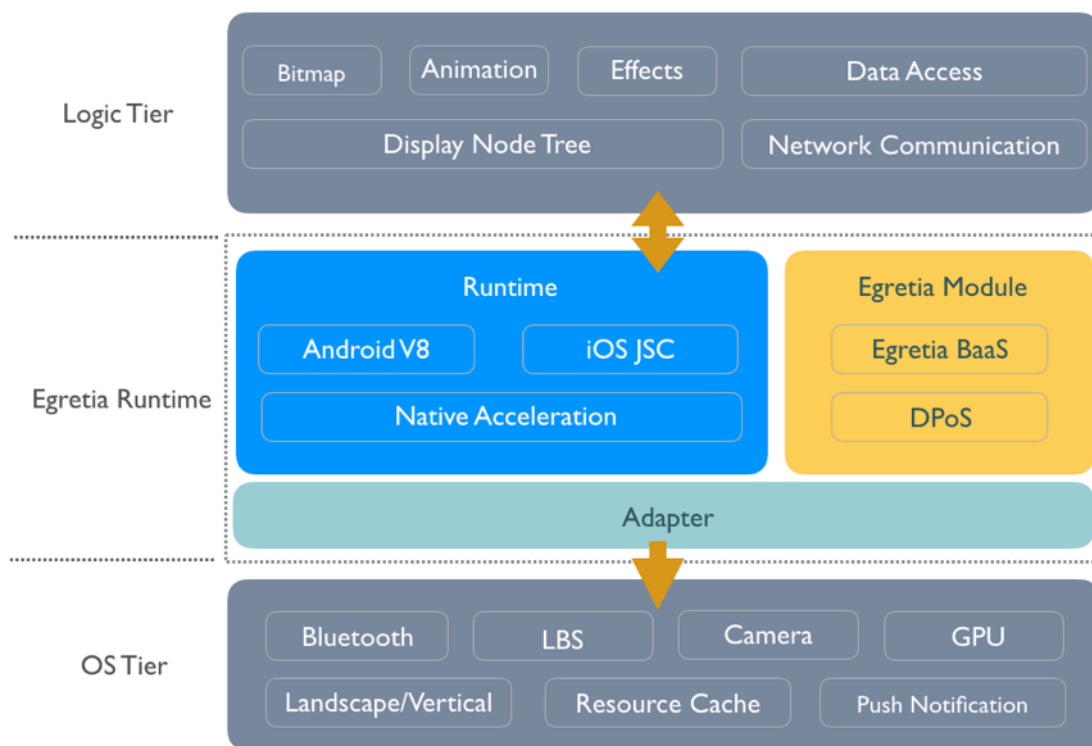 Logic Tier
Bitmap
Animation
Effects
Data Access
Display Node Tree
Network Communication
Egretia Runtime
Runtime
Android V8
iOS JSC
Native Acceleration
Egretia Module
Egretia BaaS
DPoS
Adapter
OS Tier
Bluetooth
LBS
Camera
GPU
Landscape/Vertical
Resource Cache
Push Notification